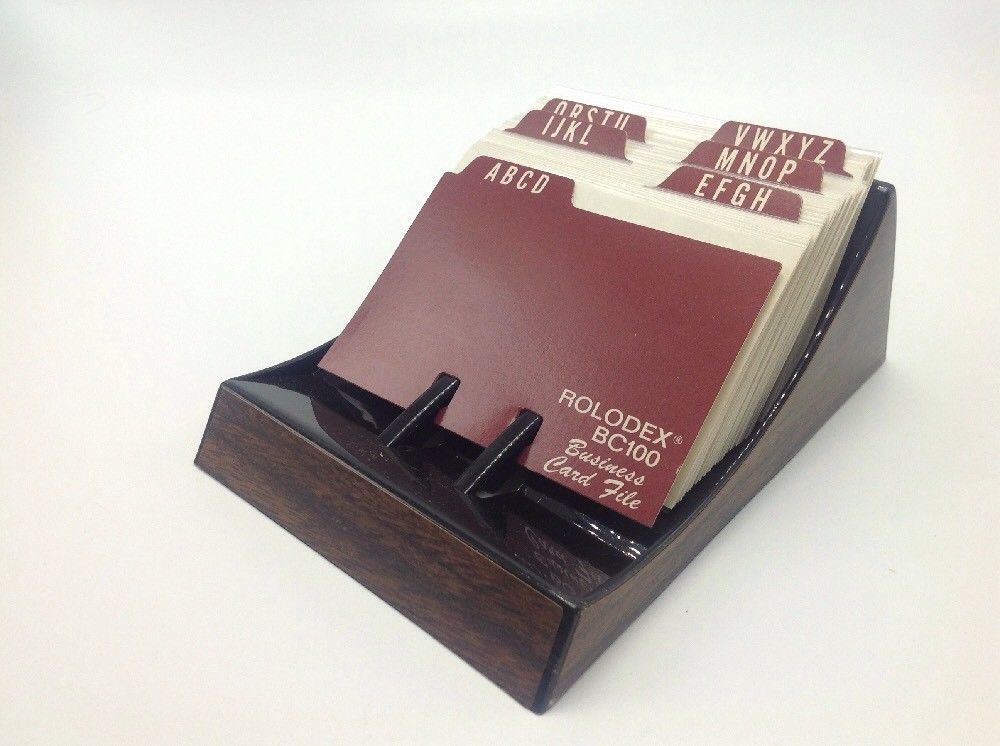 QRSTU
VWXYZ
IJKL
MNOP
EFGH
ABCD
ROLODEX®
BC100
Business
Card File